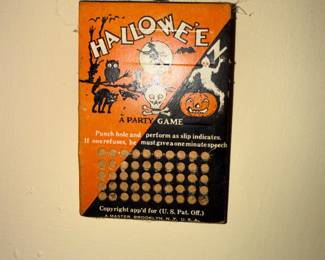 HALLOWE'EN
A PARTY GAME
Punch hole and perform as slip indicates.
If one refuses, he must give a one minute speech
Copyright app'd for (U. S. Pat. Off.)
A MASTER, BROOKLYN, N. Y., U. S. A.